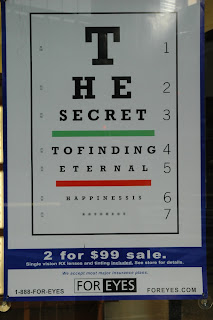 T 1
H E 2
SECRET 3
TOFINDING 4
ETERNAL 5
HAPPINESSIS 6
7
2 for $99 sale.
Single vision RX lenses and tinting included. See store for details.
We accept most major insurance plans.
1-888-FOR-EYES FOR EYES FOREYES.COM